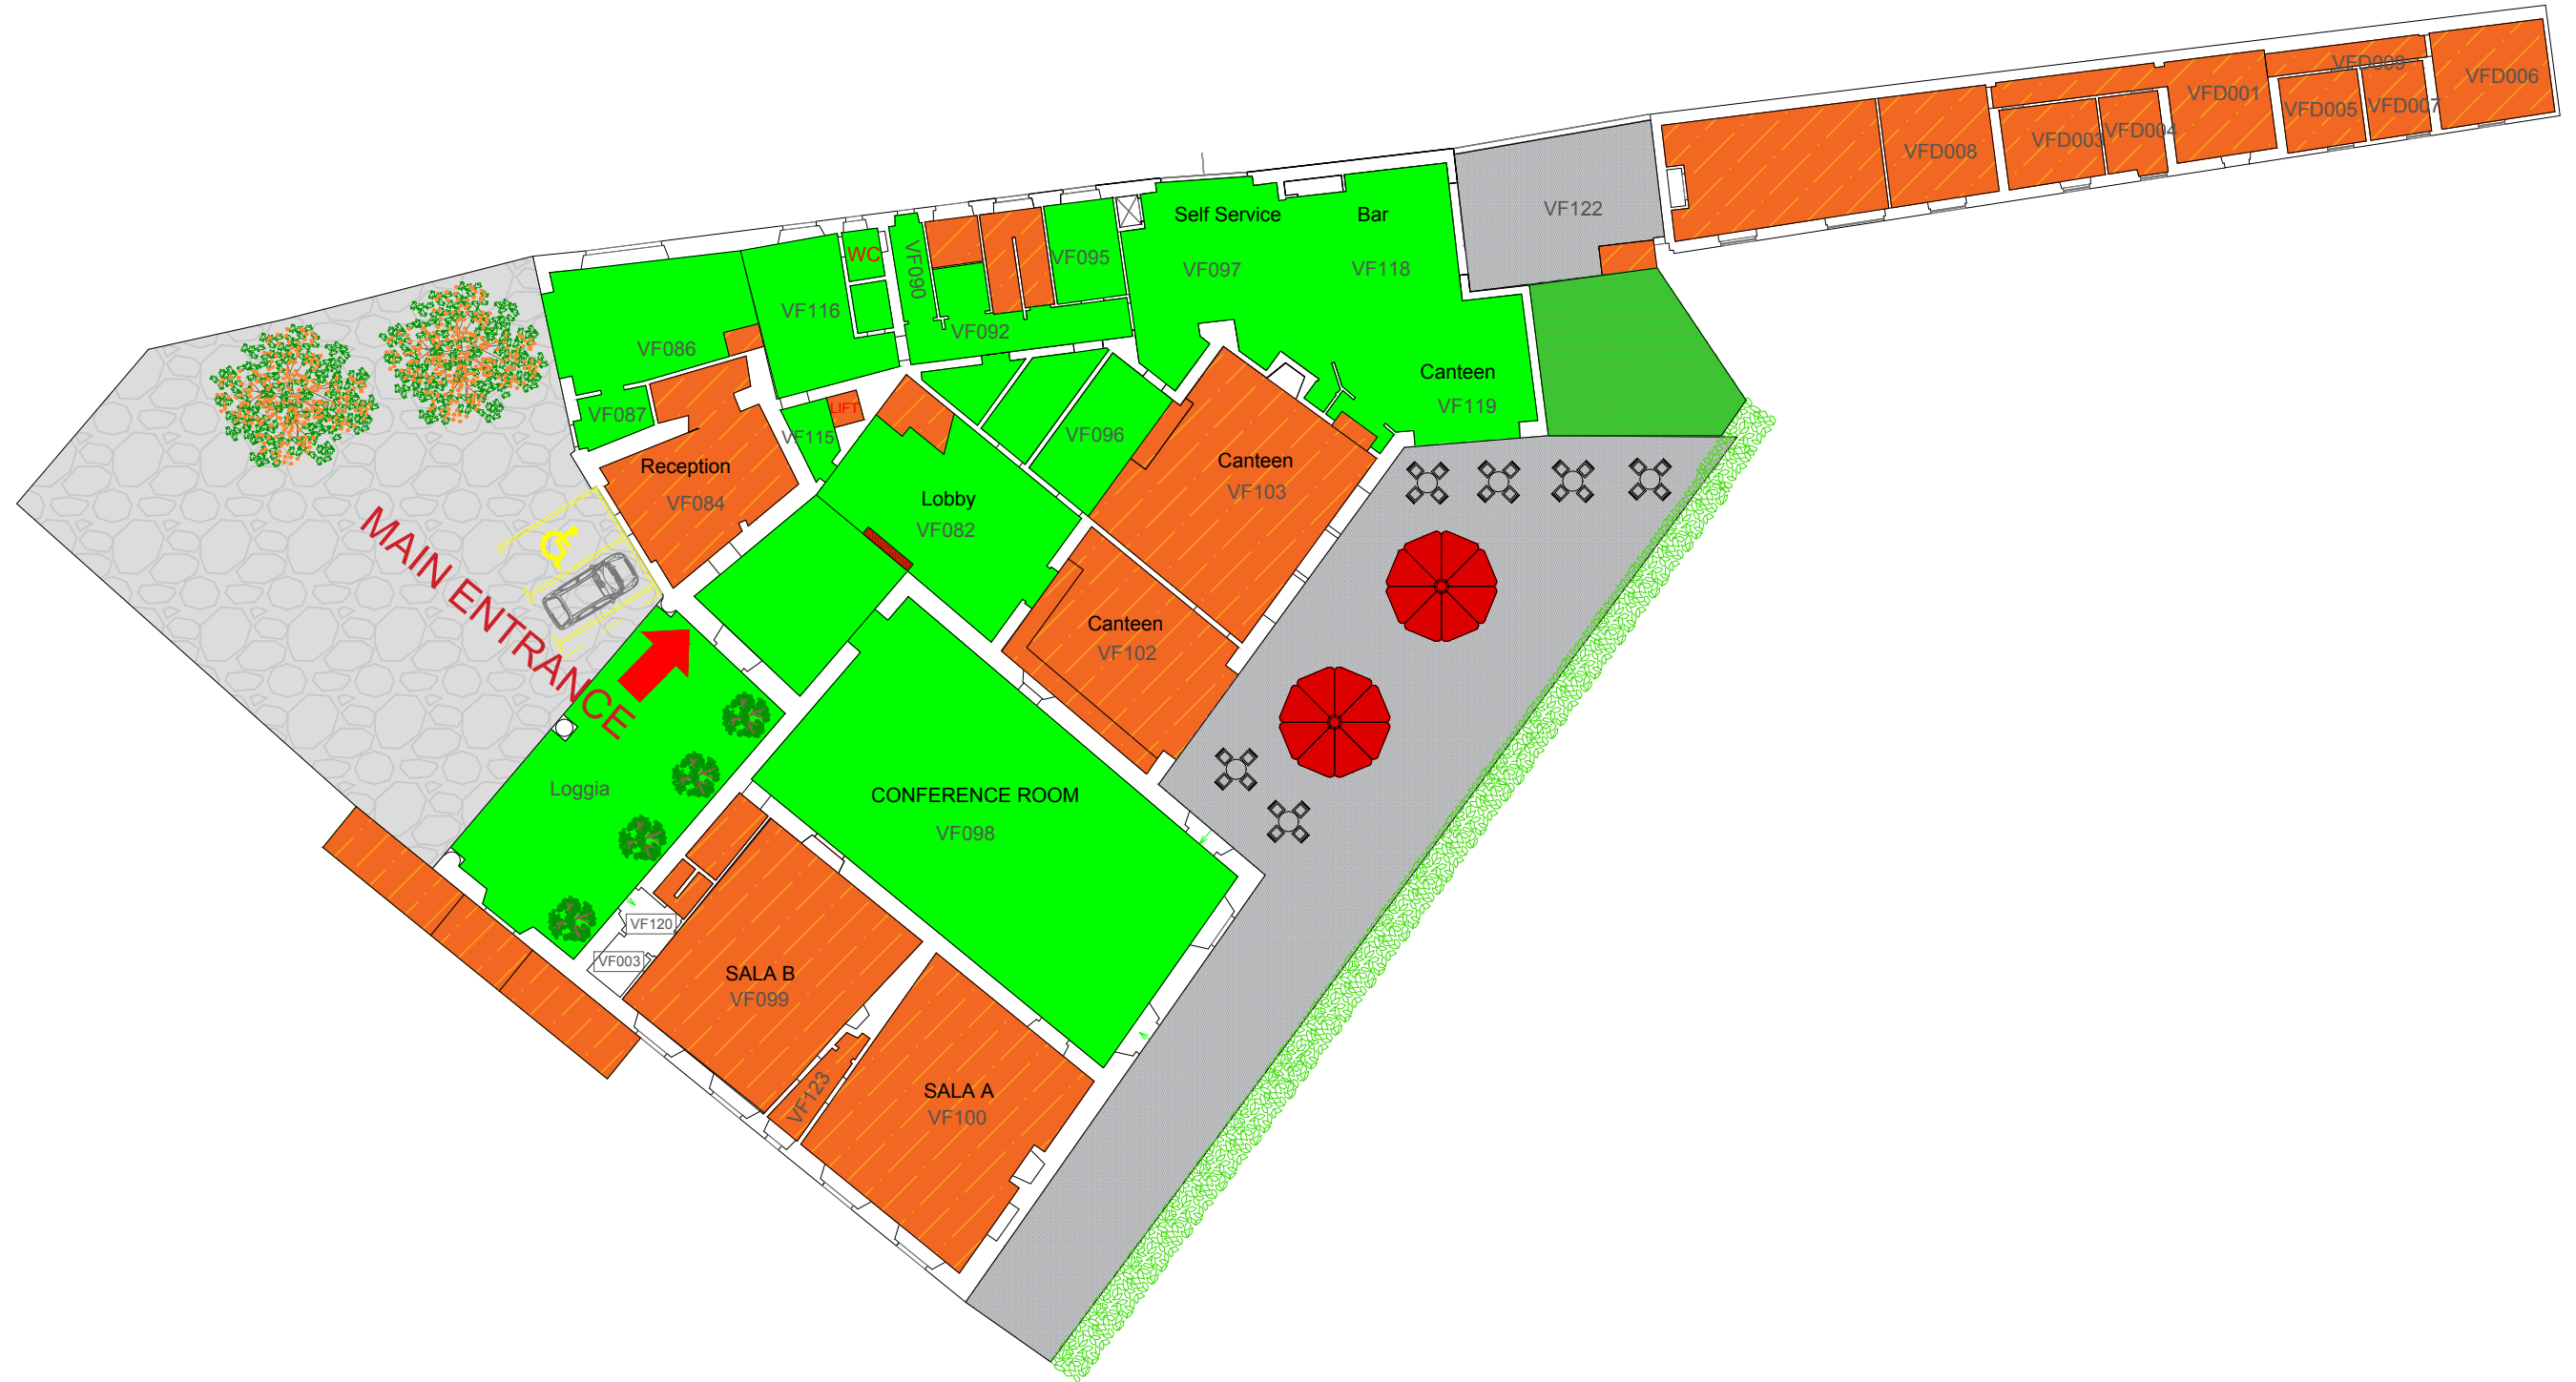 VFD009
VFD006
VFD001
VFD005
VFD007
VFD003
VFD004
VFD008
VF122
Self Service
Bar
VF097
VF118
WC
VF090
VF095
VF116
VF092
VF086
VF087
LIFT
VF115
VF096
Canteen
VF119
Reception
VF084
Lobby
VF082
Canteen
VF103
Canteen
VF102
MAIN ENTRANCE
Loggia
CONFERENCE ROOM
VF098
VF120
VF003
SALA B
VF099
VF123
SALA A
VF100